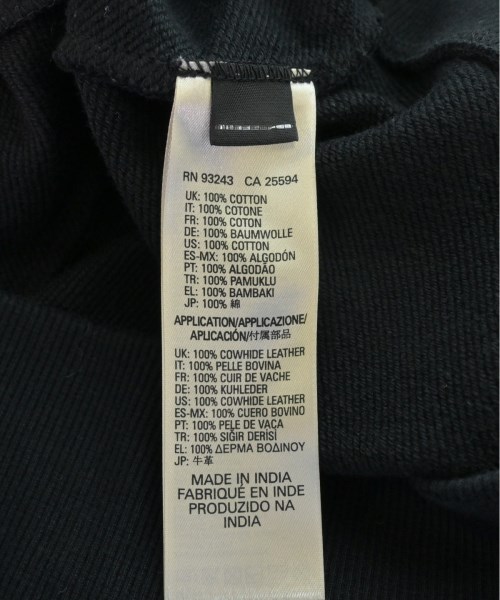 RN 93243 CA 25594
UK: 100% COTTON
IT: 100% COTONE
FR: 100% COTON
DE: 100% BAUMWOLLE
US: 100% COTTON
ES-MX: 100% ALGODÓN
PT: 100% ALGODÃO
TR: 100% PAMUKLU
EL: 100% BAMBAKI
JP: 100% 綿
APPLICATION/APPLICAZIONE/
APLICACIÓN/付属部品
UK: 100% COWHIDE LEATHER
IT: 100% PELLE BOVINA
FR: 100% CUIR DE VACHE
DE: 100% KUHLEDER
US: 100% COWHIDE LEATHER
ES-MX: 100% CUERO BOVINO
PT: 100% PELE DE VACA
TR: 100% SIĞIR DERİSİ
EL: 100% ΔΕΡΜΑ ΒΟΔΙΝΟΥ
JP: 牛革
MADE IN INDIA
FABRIQUÉ EN INDE
PRODUZIDO NA
INDIA